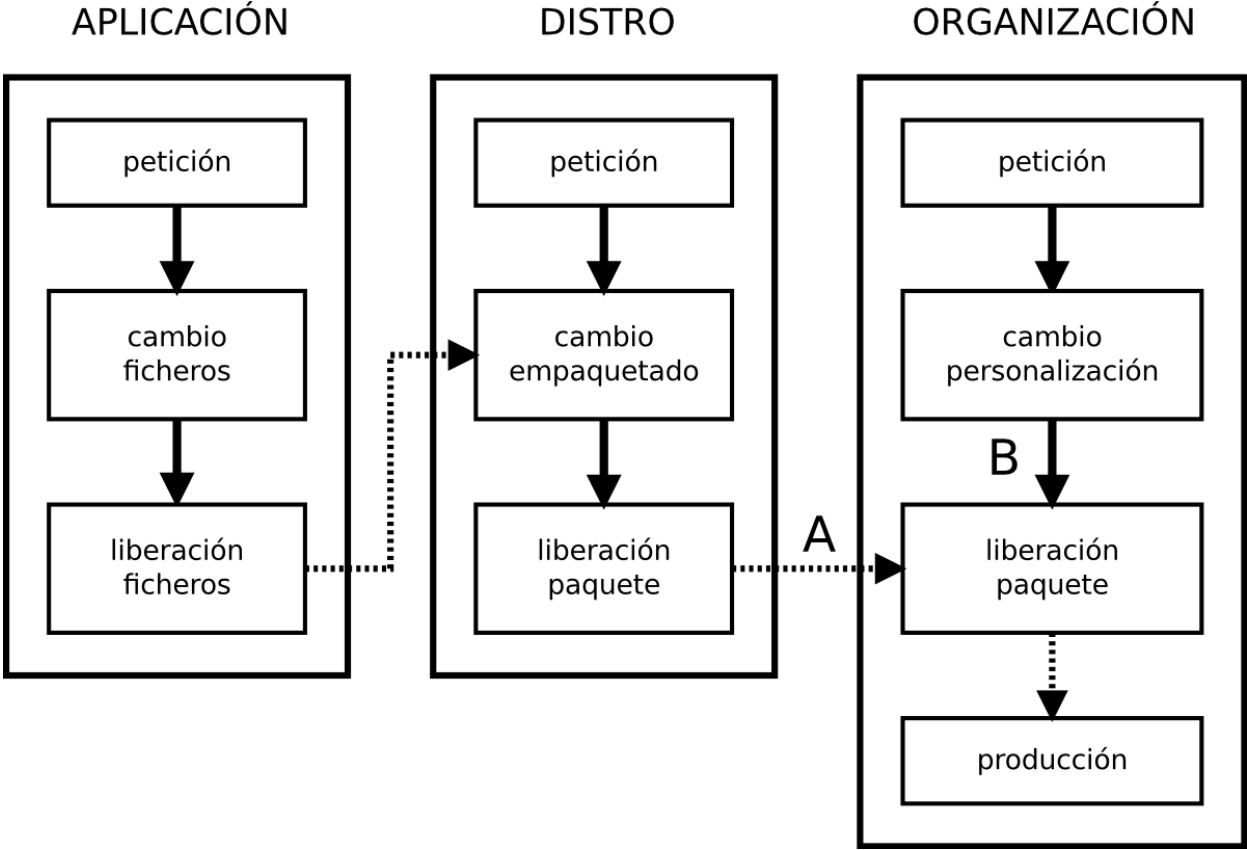 APLICACIÓN
petición
cambio
ficheros
liberación
ficheros
DISTRO
petición
cambio
empaquetado
liberación
paquete
A
ORGANIZACIÓN
petición
cambio
personalización
B
liberación
paquete
producción